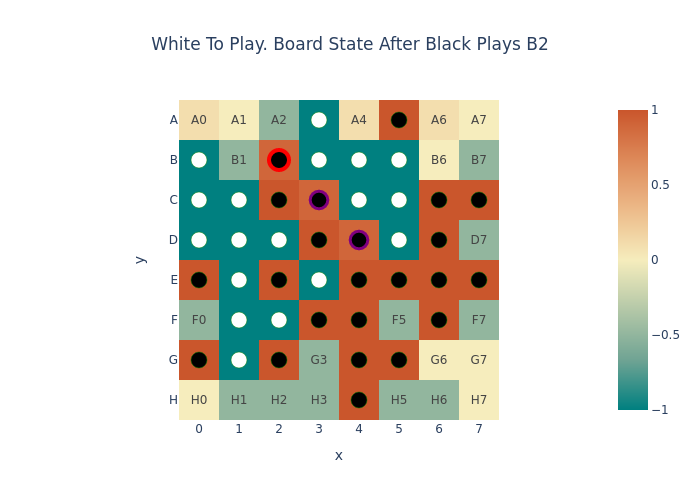 White To Play. Board State After Black Plays B2
A A0 A1 A2 A4 A6 A7
B B1 B6 B7
C
D D7
E
F F0 F5 F7
G G3 G6 G7
H H0 H1 H2 H3 H5 H6 H7
0 1 2 3 4 5 6 7
x
y
1
0.5
0
−0.5
−1